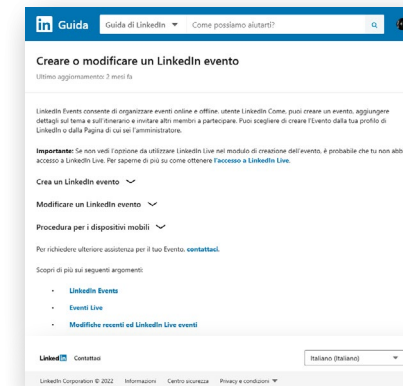 in Guida Guida di LinkedIn Come possiamo aiutarti?
Creare o modificare un LinkedIn evento
Ultimo aggiornamento: 2 mesi fa
LinkedIn Events consente di organizzare eventi online e offline. utente LinkedIn Come, puoi creare un evento, aggiungere
dettagli sul tema e sull'itinerario e invitare altri membri a partecipare. Puoi scegliere di creare l'Evento dalla tua profilo di
LinkedIn o dalla Pagina di cui sei l'amministratore.
Importante: Se non vedi l'opzione da utilizzare LinkedIn Live nel modulo di creazione dell'evento, è probabile che tu non abb
accesso a LinkedIn Live. Per saperne di più su come ottenere l'accesso a LinkedIn Live.
Crea un LinkedIn evento
Modificare un LinkedIn evento
Procedura per i dispositivi mobili
Per richiedere ulteriore assistenza per il tuo Evento, contattaci.
Scopri di più sui seguenti argomenti:
• LinkedIn Events
• Eventi Live
• Modifiche recenti ed LinkedIn Live eventi
Linked in Contattaci Italiano (Italiano)
LinkedIn Corporation © 2022 Informazioni Centro sicurezza Privacy e condizioni